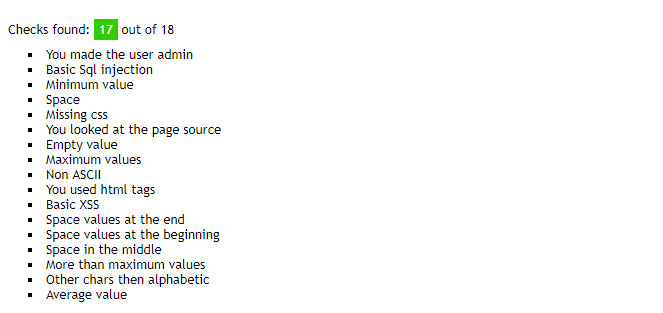 Checks found: 17 out of 18
You made the user admin
Basic Sql injection
Minimum value
Space
Missing css
You looked at the page source
Empty value
Maximum values
Non ASCII
You used html tags
Basic XSS
Space values at the end
Space values at the beginning
Space in the middle
More than maximum values
Other chars then alphabetic
Average value